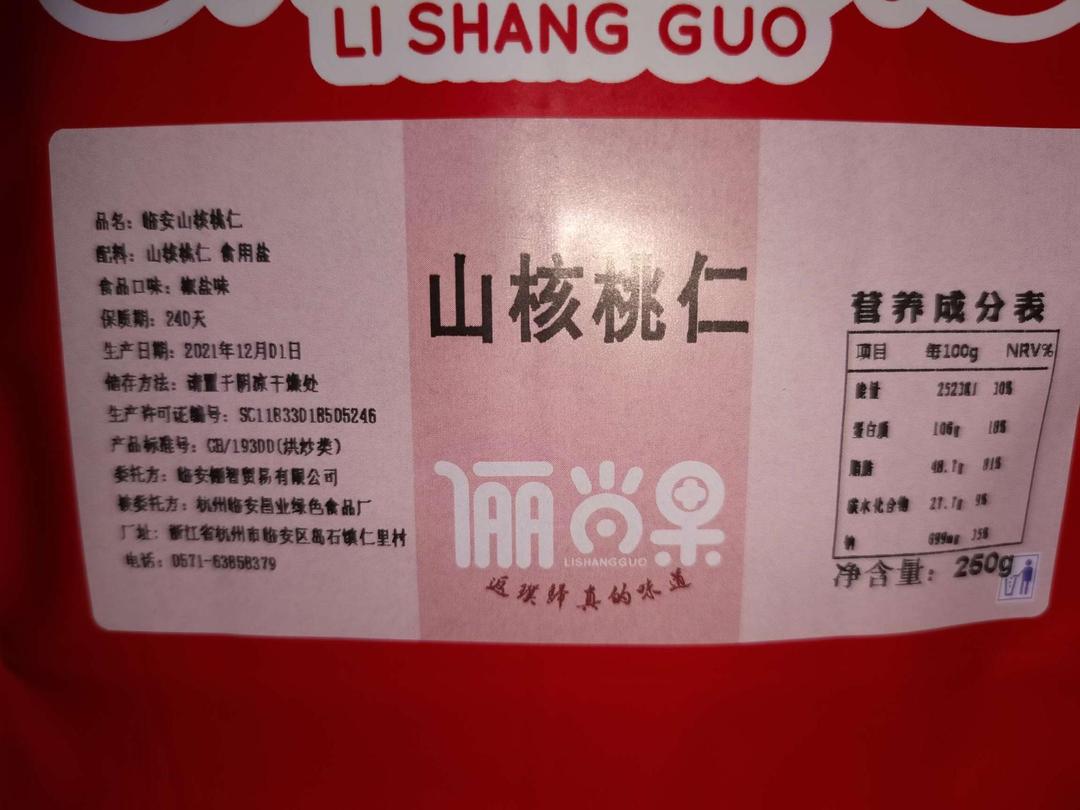 LI SHANG GUO
品名：临安山核桃仁
配料：山核桃仁 食用盐
食品口味：椒盐味
保质期：240天
生产日期：2021年12月01日
储存方法：请置于阴凉干燥处
生产许可证编号：SC11833018505246
产品标准号：GB/19300(烘炒类)
委托方：临安俪智贸易有限公司
被委托方：杭州临安昌业绿色食品厂
厂址：浙江省杭州市临安区岛石镇仁里村
电话：0571-63658379
山核桃仁
俪尚果
LISHANGGUO
返璞归真的味道
营养成分表
项目 每100g NRV%
能量 2523KJ 30%
蛋白质 106g 18%
脂肪 48.7g 81%
碳水化合物 27.7g 9%
钠 699mg 35%
净含量：250g